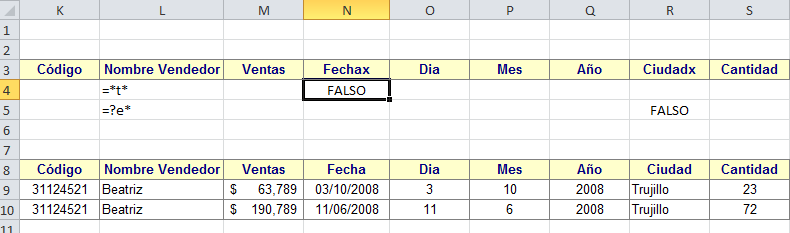 K L M N O P Q R S
1
2
3 Código Nombre Vendedor Ventas Fechax Dia Mes Año Ciudadx Cantidad
4 =*t* FALSO
5 =?e* FALSO
6
7
8 Código Nombre Vendedor Ventas Fecha Dia Mes Año Ciudad Cantidad
9 31124521 Beatriz $ 63,789 03/10/2008 3 10 2008 Trujillo 23
10 31124521 Beatriz $ 190,789 11/06/2008 11 6 2008 Trujillo 72
11